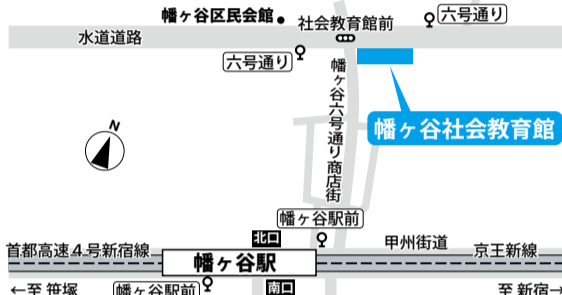 幡ヶ谷区民会館
社会教育館前
六号通り
水道道路
六号通り
幡ヶ谷社会教育館
幡ヶ谷六号通り商店街
N
幡ヶ谷駅前
北口
甲州街道
首都高速4号新宿線
京王新線
幡ヶ谷駅
←至 笹塚
幡ヶ谷駅前
南口
至 新宿→